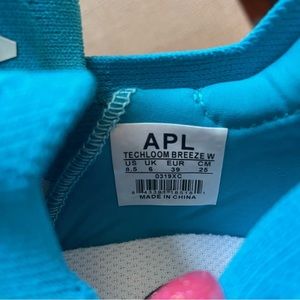 APL
TECHLOOM BREEZE W
US UK EUR CM
8.5 6 39 25
0319XC
MADE IN CHINA